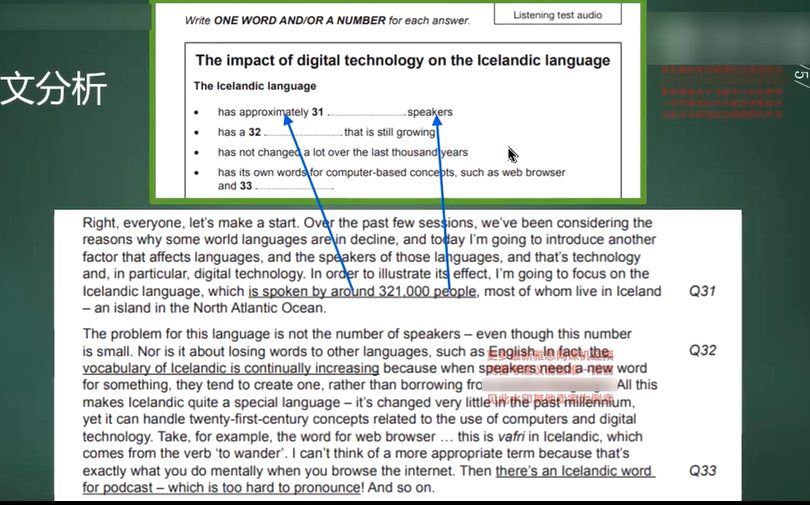 Write ONE WORD AND/OR A NUMBER for each answer.
Listening test audio
文分析
/5/
The impact of digital technology on the Icelandic language
The Icelandic language
• has approximately 31 ........................ speakers
• has a 32 ........................ that is still growing
• has not changed a lot over the last thousand years
• has its own words for computer-based concepts, such as web browser
and 33 ........................
Right, everyone, let's make a start. Over the past few sessions, we've been considering the
reasons why some world languages are in decline, and today I'm going to introduce another
factor that affects languages, and the speakers of those languages, and that's technology
and, in particular, digital technology. In order to illustrate its effect, I'm going to focus on the
Icelandic language, which is spoken by around 321,000 people, most of whom live in Iceland Q31
– an island in the North Atlantic Ocean.
The problem for this language is not the number of speakers – even though this number
is small. Nor is it about losing words to other languages, such as English. In fact, the Q32
vocabulary of Icelandic is continually increasing because when speakers need a new word
for something, they tend to create one, rather than borrowing All this
makes Icelandic quite a special language – it's changed very little in the past millennium,
yet it can handle twenty-first-century concepts related to the use of computers and digital
technology. Take, for example, the word for web browser … this is vafri in Icelandic, which
comes from the verb 'to wander'. I can't think of a more appropriate term because that's
exactly what you do mentally when you browse the internet. Then there's an Icelandic word Q33
for podcast – which is too hard to pronounce! And so on.